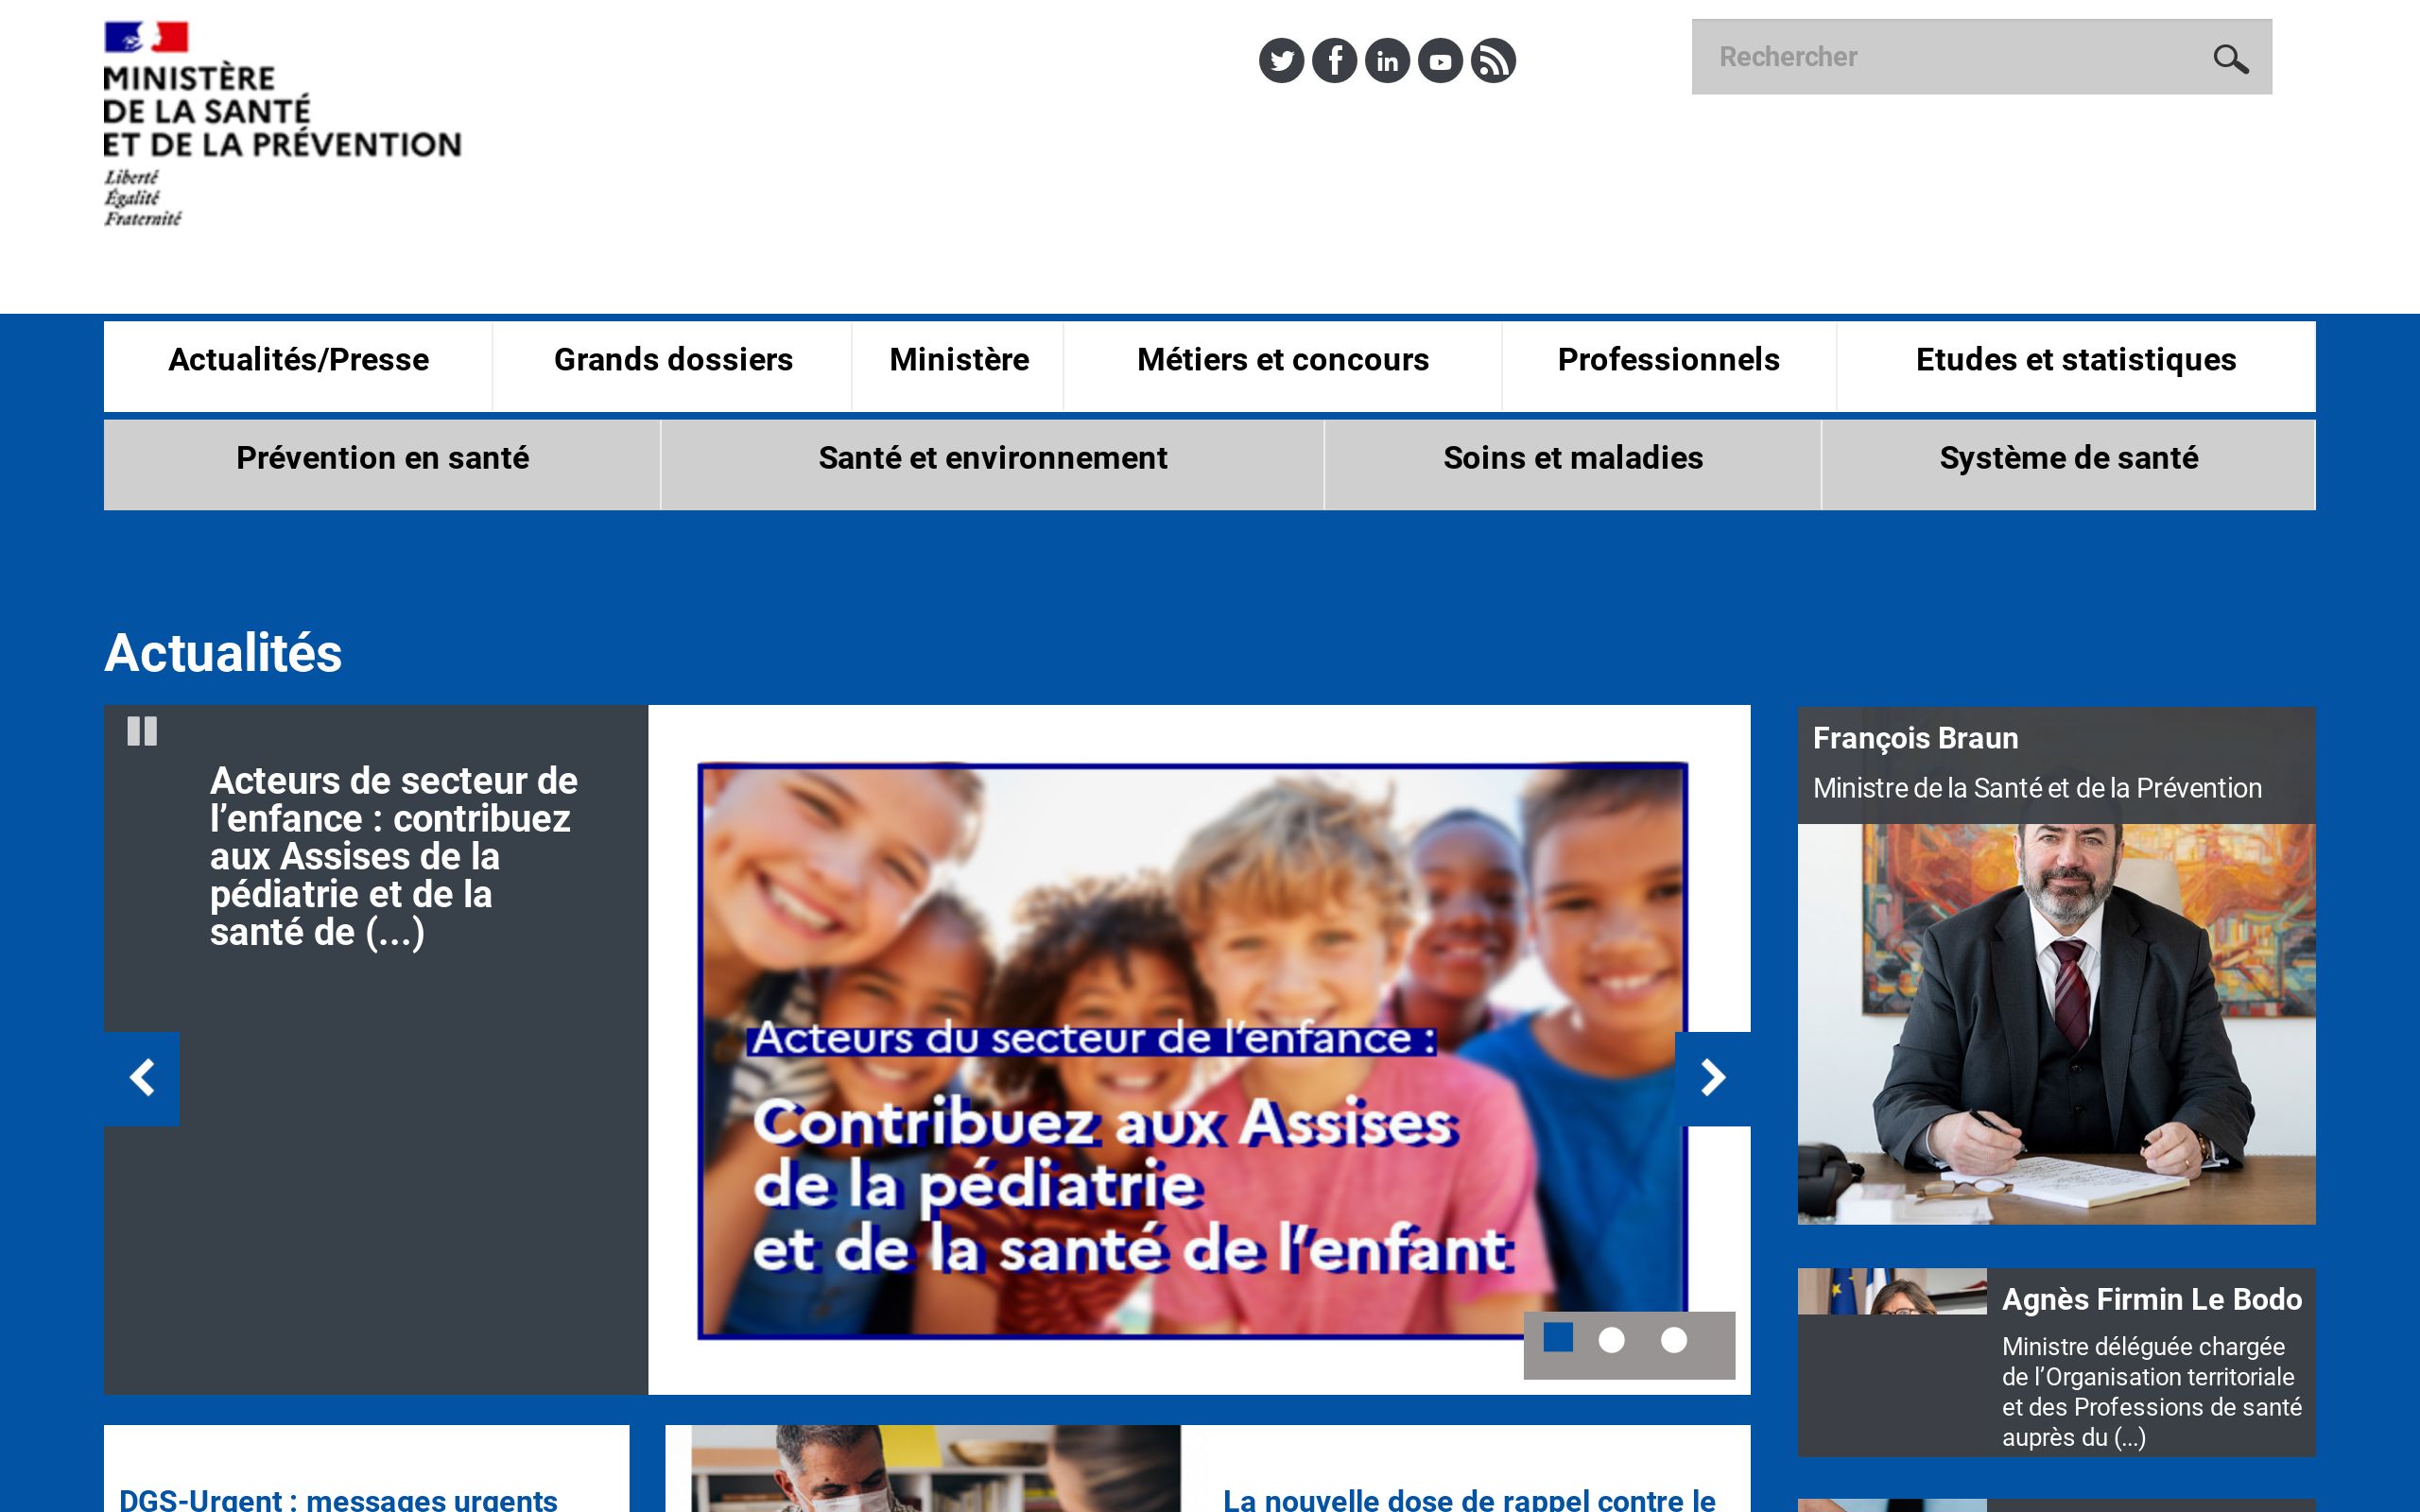 MINISTÈRE
DE LA SANTÉ
ET DE LA PRÉVENTION
Liberté
Égalité
Fraternité
Rechercher
Actualités/Presse
Grands dossiers
Ministère
Métiers et concours
Professionnels
Etudes et statistiques
Prévention en santé
Santé et environnement
Soins et maladies
Système de santé
Actualités
Acteurs de secteur de
l’enfance : contribuez
aux Assises de la
pédiatrie et de la
santé de (...)
Acteurs du secteur de l’enfance :
Contribuez aux Assises
de la pédiatrie
et de la santé de l’enfant
François Braun
Ministre de la Santé et de la Prévention
Agnès Firmin Le Bodo
Ministre déléguée chargée
de l’Organisation territoriale
et des Professions de santé
auprès du (...)
DGS-Urgent : messages urgents
La nouvelle dose de rappel contre le